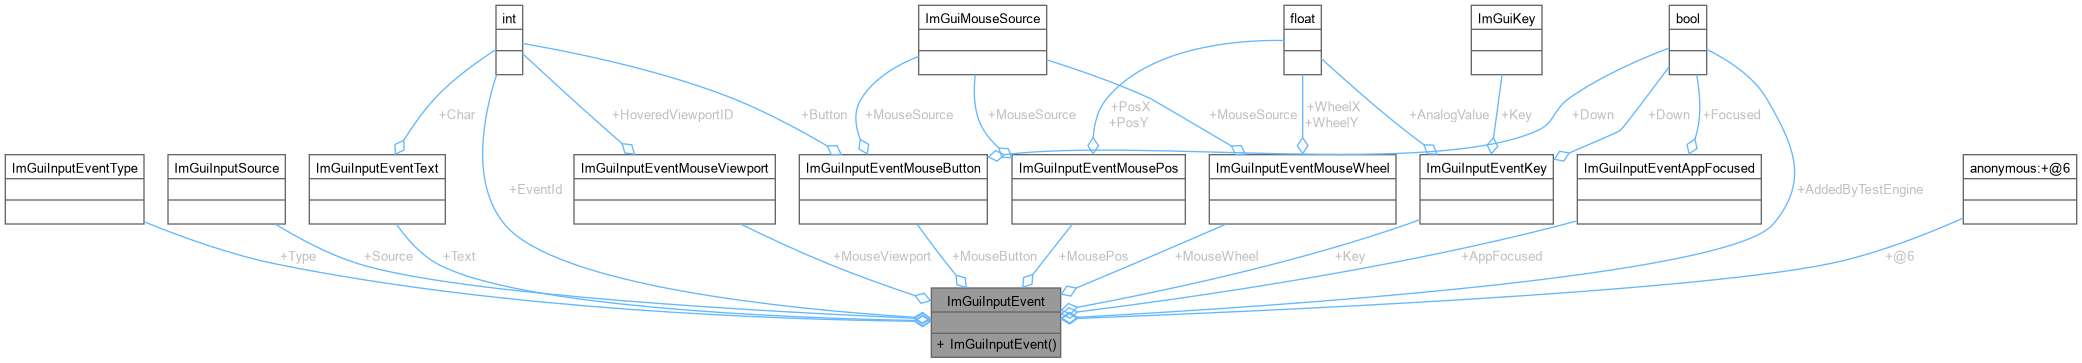 int
ImGuiMouseSource
float
ImGuiKey
bool
+Char
+HoveredViewportID
+Button
+MouseSource
+MouseSource
+PosX
+PosY
+MouseSource
+WheelX
+WheelY
+AnalogValue
+Key
+Down
+Down
+Focused
ImGuiInputEventType
ImGuiInputSource
ImGuiInputEventText
ImGuiInputEventMouseViewport
ImGuiInputEventMouseButton
ImGuiInputEventMousePos
ImGuiInputEventMouseWheel
ImGuiInputEventKey
ImGuiInputEventAppFocused
anonymous:+@6
+EventId
+AddedByTestEngine
+Type
+Source
+Text
+MouseViewport
+MouseButton
+MousePos
+MouseWheel
+Key
+AppFocused
+@6
ImGuiInputEvent
+ ImGuiInputEvent()